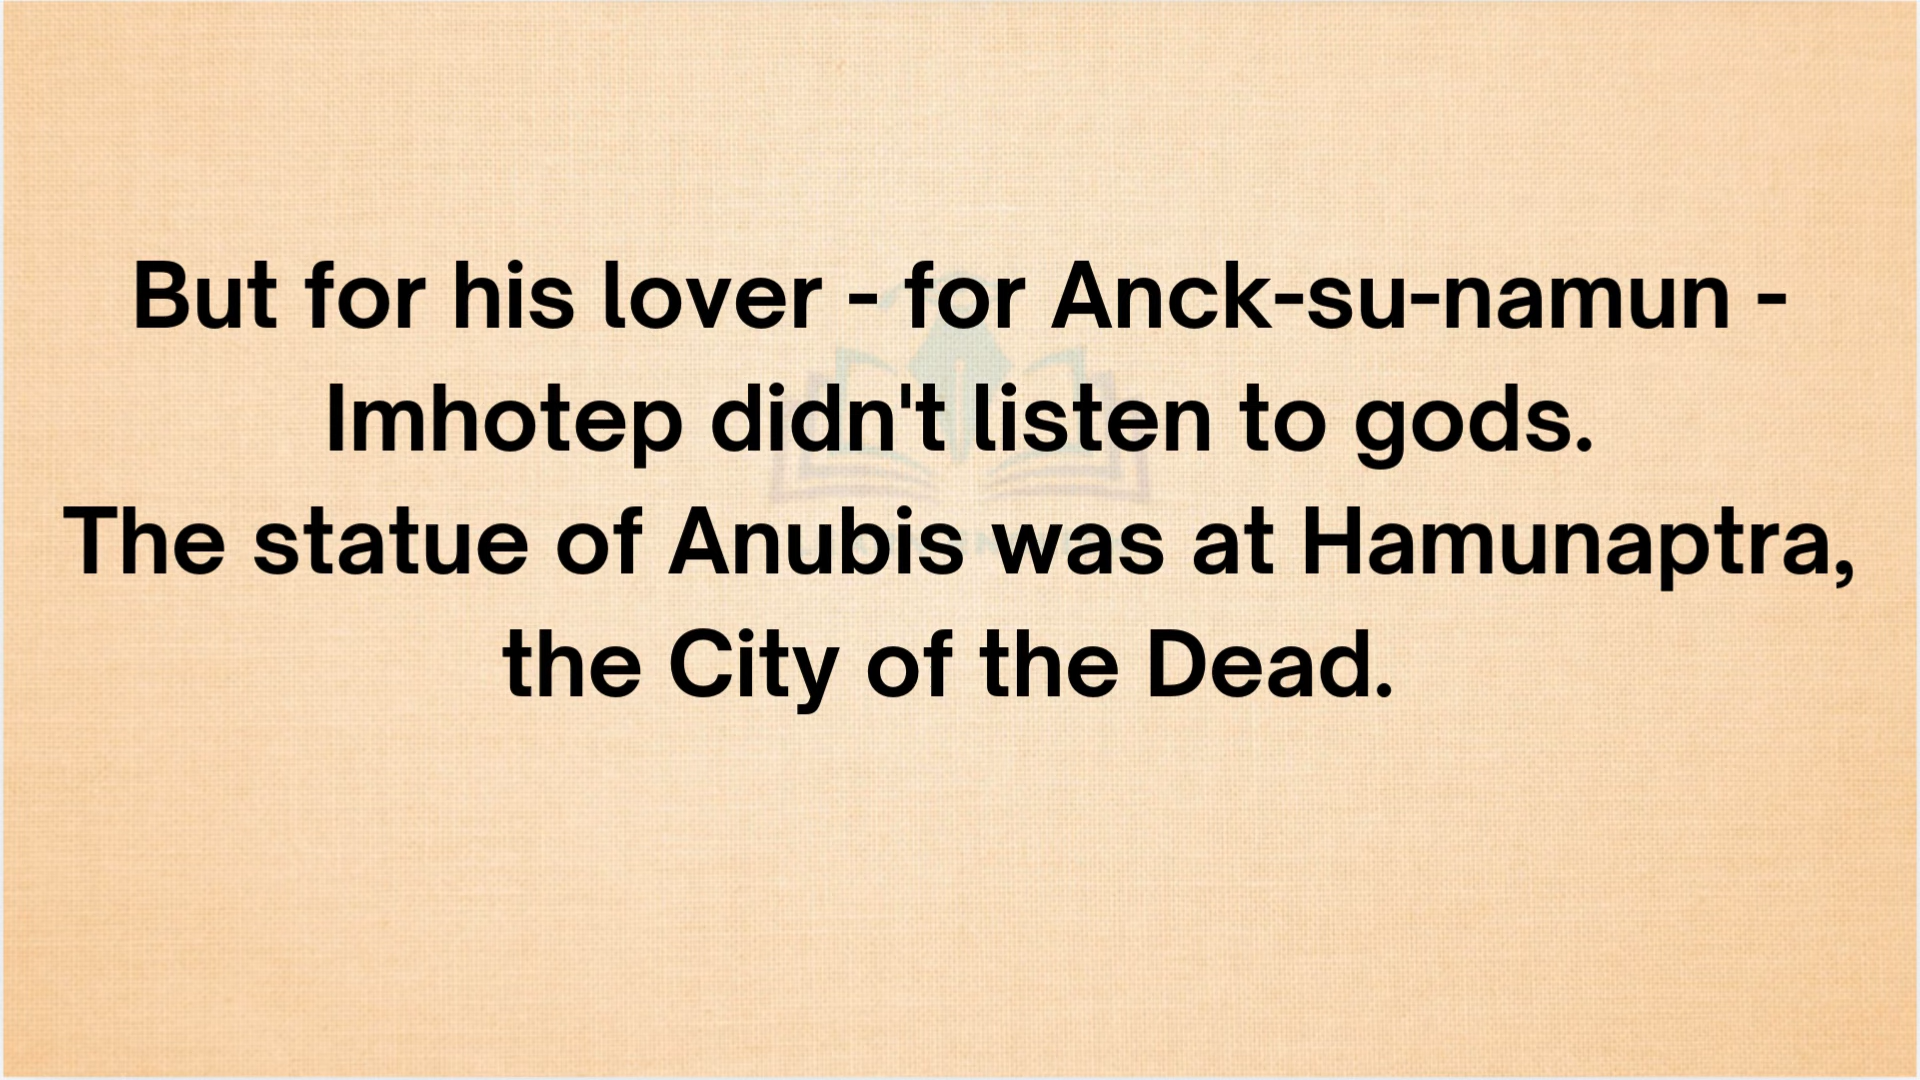 But for his lover - for Anck-su-namun -
Imhotep didn't listen to gods.
The statue of Anubis was at Hamunaptra,
the City of the Dead.